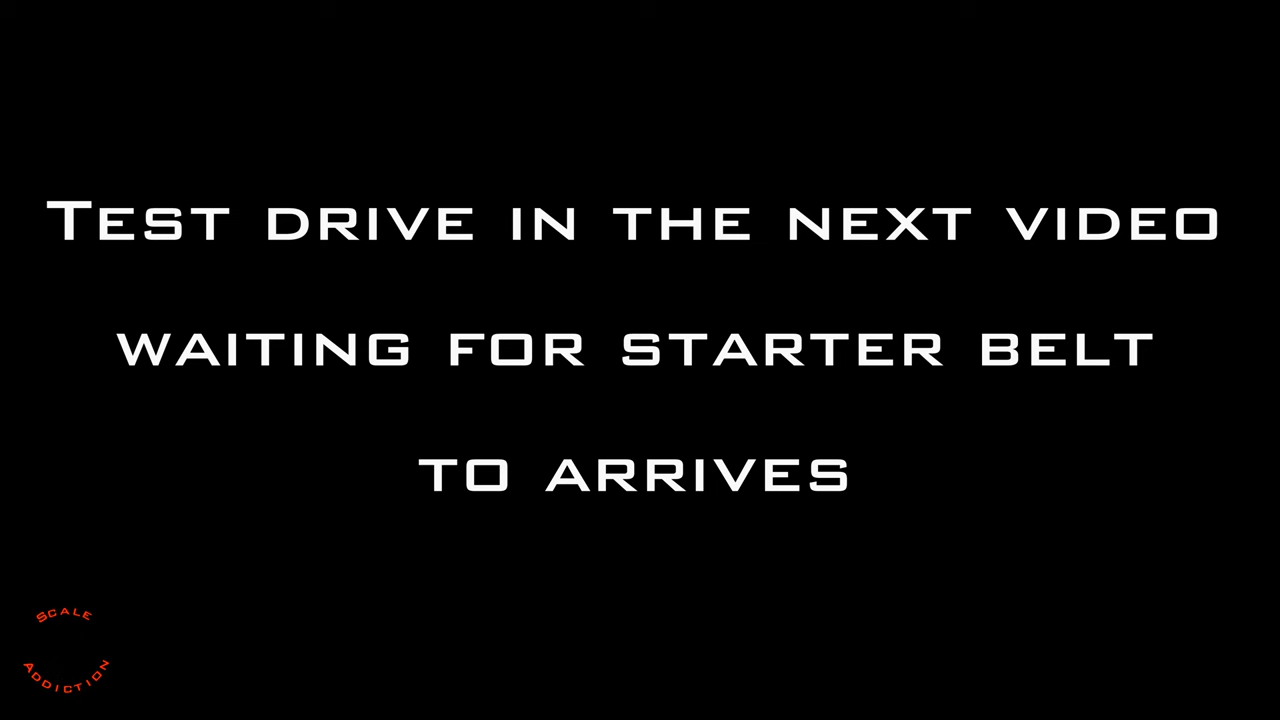 Test drive in the next video
waiting for starter belt
to arrives
Scale
Addiction